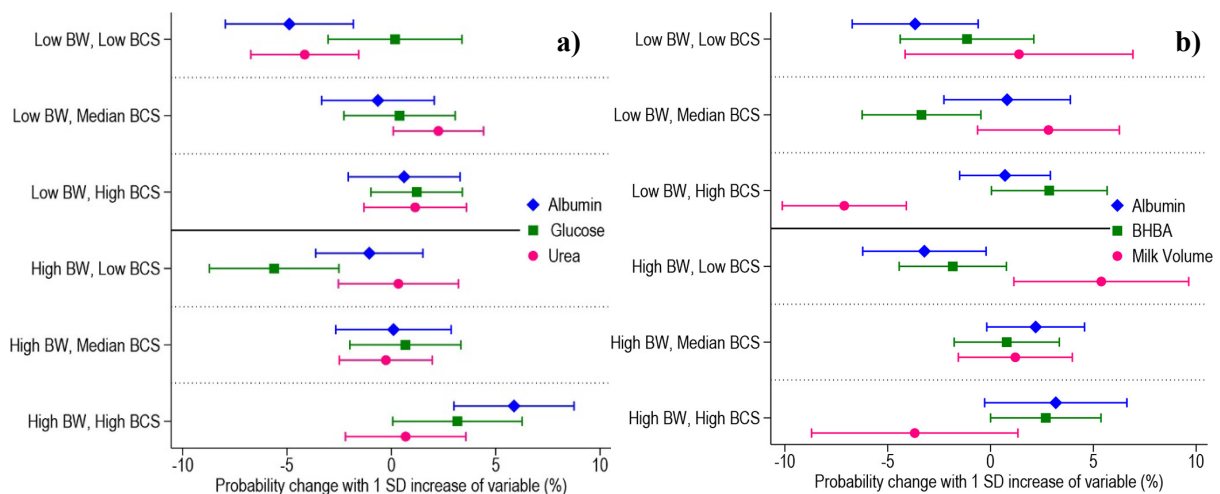 a)
Low BW, Low BCS
Low BW, Median BCS
Low BW, High BCS
High BW, Low BCS
High BW, Median BCS
High BW, High BCS
Albumin
Glucose
Urea
-10 -5 0 5 10
Probability change with 1 SD increase of variable (%)
b)
Low BW, Low BCS
Low BW, Median BCS
Low BW, High BCS
High BW, Low BCS
High BW, Median BCS
High BW, High BCS
Albumin
BHBA
Milk Volume
-10 -5 0 5 10
Probability change with 1 SD increase of variable (%)